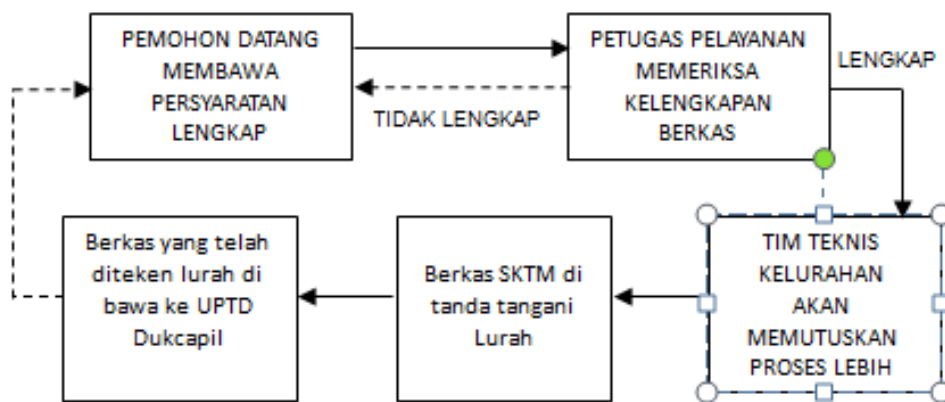 PEMOHON DATANG
MEMBAWA
PERSYARATAN
LENGKAP
TIDAK LENGKAP
PETUGAS PELAYANAN
MEMERIKSA
KELENGKAPAN
BERKAS
LENGKAP
TIM TEKNIS
KELURAHAN
AKAN
MEMUTUSKAN
PROSES LEBIH
Berkas SKTM di
tanda tangani
Lurah
Berkas yang telah
diteken lurah di
bawa ke UPTD
Dukcapil